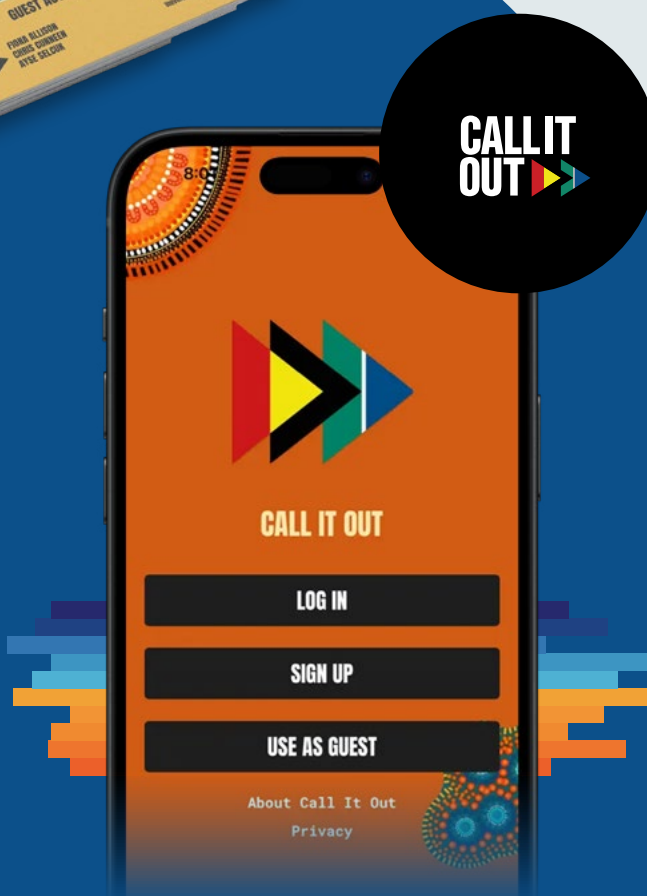 GUEST
FIONA ALLISON
CHRIS CUNNEEN
AYSE SELCUK
CALL IT
OUT
8:0
CALL IT OUT
LOG IN
SIGN UP
USE AS GUEST
About Call It Out
Privacy